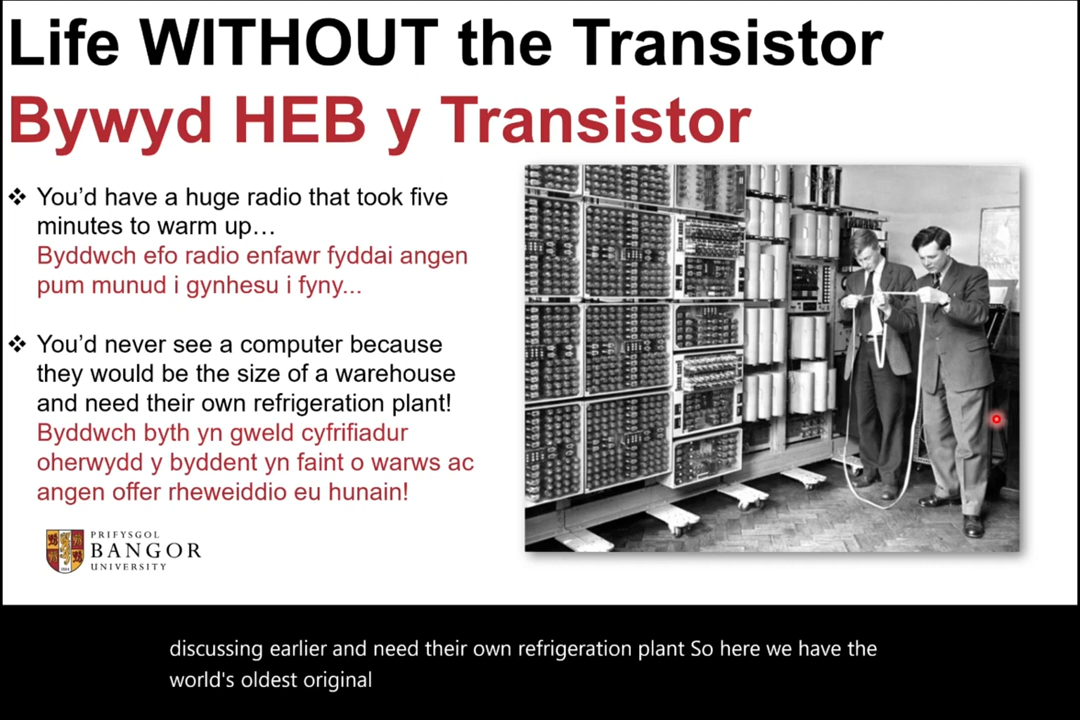 Life WITHOUT the Transistor
Bywyd HEB y Transistor
❖ You’d have a huge radio that took five
minutes to warm up…
Byddwch efo radio enfawr fyddai angen
pum munud i gynhesu i fyny...
❖ You’d never see a computer because
they would be the size of a warehouse
and need their own refrigeration plant!
Byddwch byth yn gweld cyfrifiadur
oherwydd y byddent yn faint o warws ac
angen offer rheweiddio eu hunain!
PRIFYSGOL
BANGOR
UNIVERSITY
discussing earlier and need their own refrigeration plant So here we have the
world's oldest original